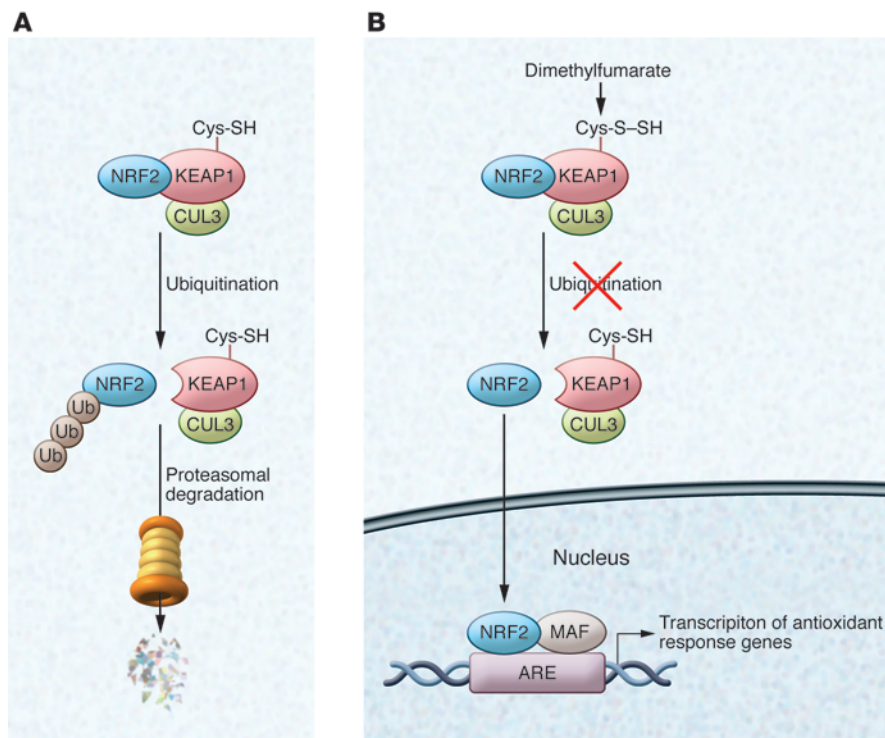 A
Cys-SH
NRF2
KEAP1
CUL3
Ubiquitination
Cys-SH
NRF2
KEAP1
Ub
Ub
Ub
CUL3
Proteasomal
degradation
B
Dimethylfumarate
Cys-S–SH
NRF2
KEAP1
CUL3
Ubiquitination
Cys-SH
NRF2
KEAP1
CUL3
Nucleus
NRF2
MAF
ARE
Transcripiton of antioxidant
response genes